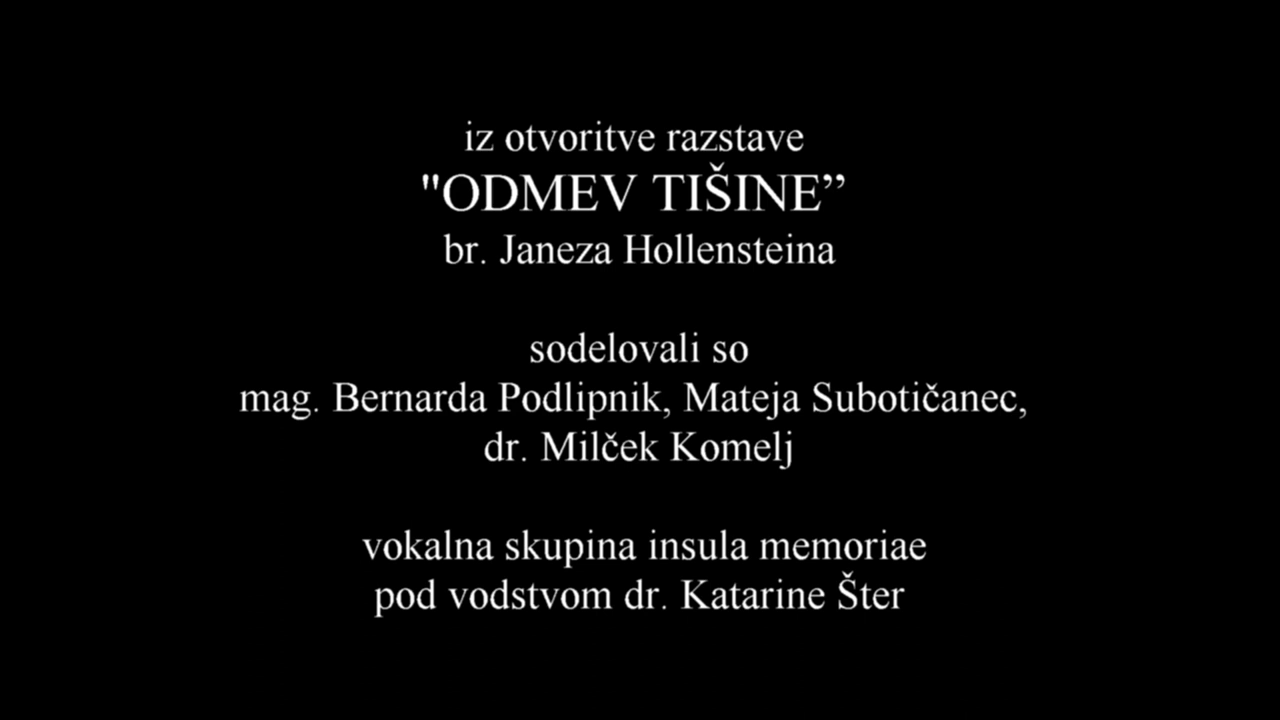 iz otvoritve razstave
"ODMEV TIŠINE”
br. Janeza Hollensteina
sodelovali so
mag. Bernarda Podlipnik, Mateja Subotičanec,
dr. Milček Komelj
vokalna skupina insula memoriae
pod vodstvom dr. Katarine Šter